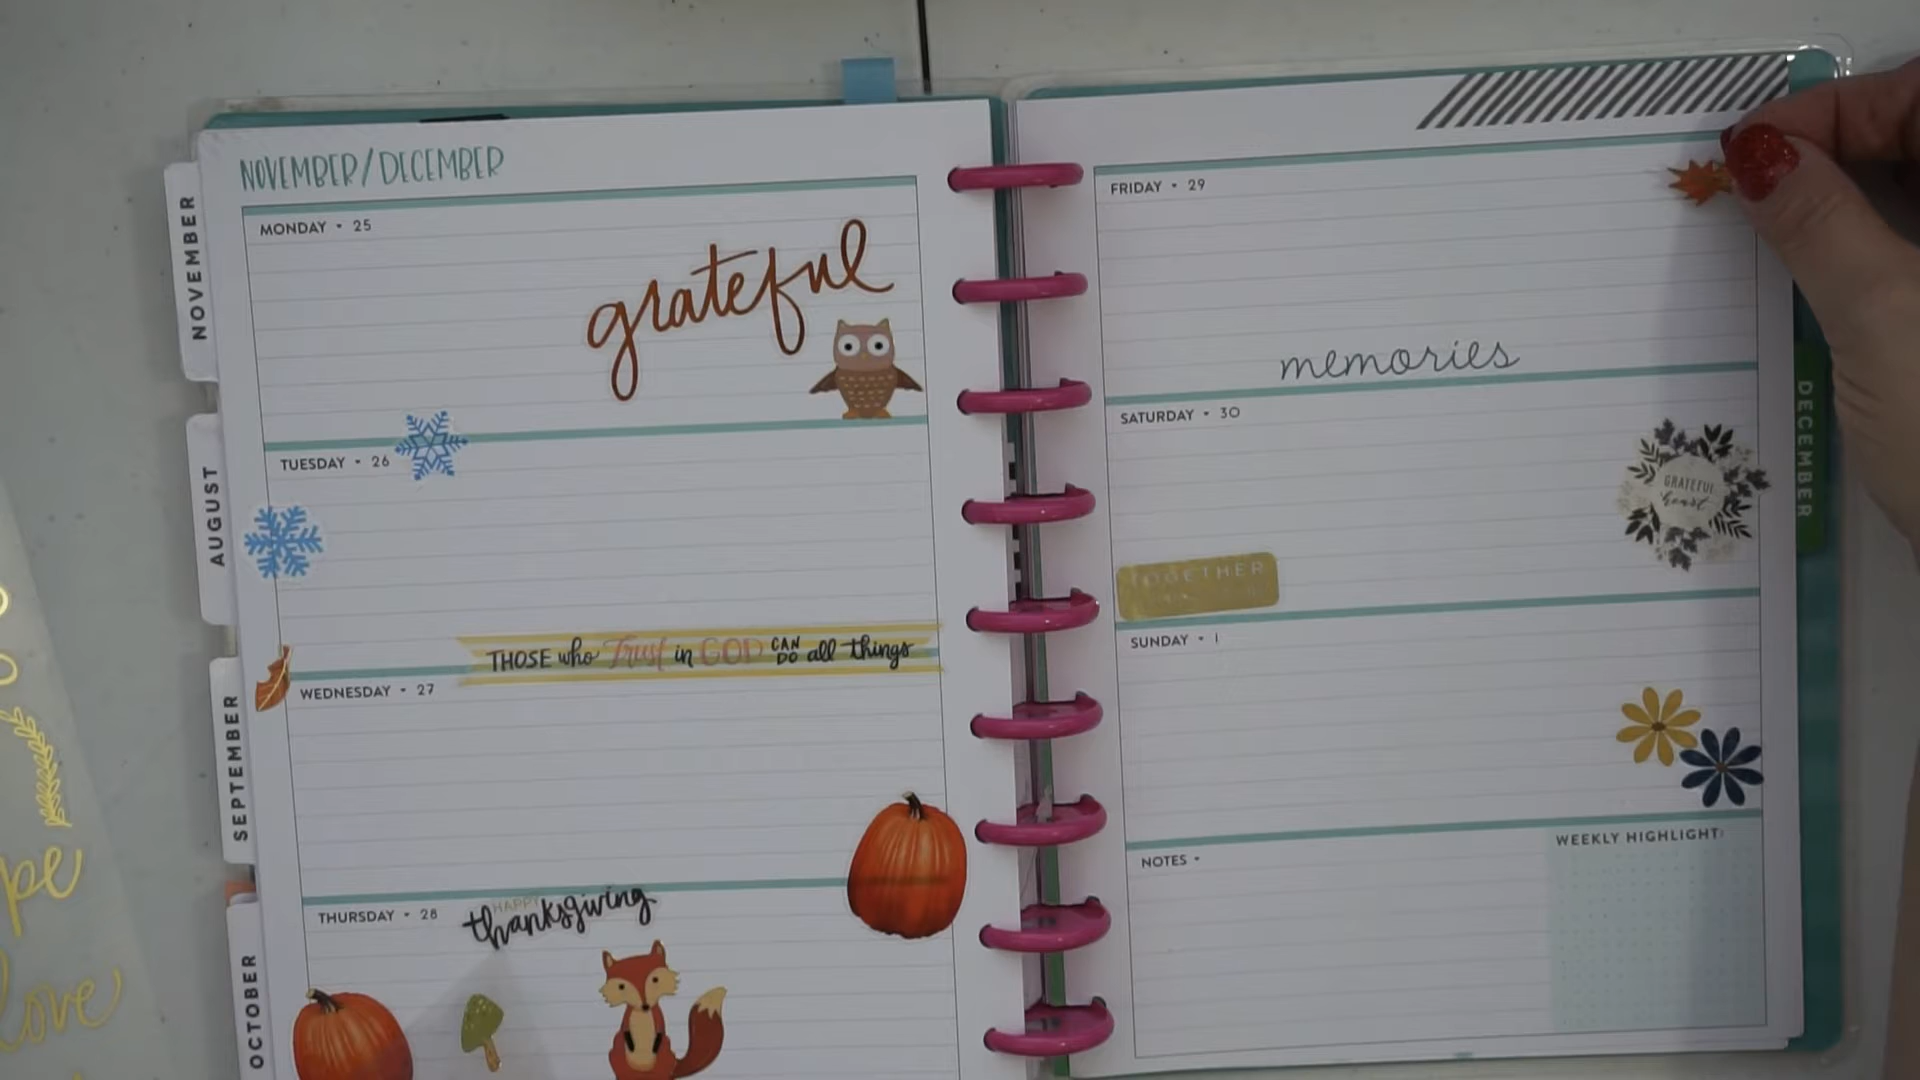 NOVEMBER/DECEMBER
MONDAY • 25
grateful
TUESDAY • 26
THOSE who Trust in GOD CAN DO all things
WEDNESDAY • 27
THURSDAY • 28
HAPPY
thanksgiving
FRIDAY • 29
memories
SATURDAY • 30
GRATEFUL
heart
TOGETHER
SUNDAY • 1
NOTES •
WEEKLY HIGHLIGHT:
NOVEMBER
AUGUST
SEPTEMBER
OCTOBER
DECEMBER
love